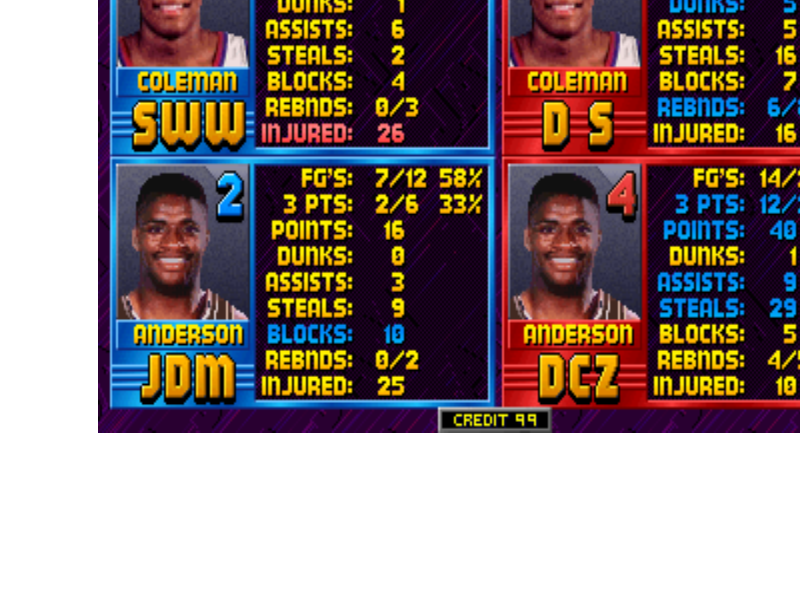 DUNKS: 1
ASSISTS: 6
STEALS: 2
BLOCKS: 4
REBNDS: 0/3
INJURED: 26
COLEMAN
SWW
DUNKS: 5
ASSISTS: 5
STEALS: 16
BLOCKS: 7
REBNDS: 6/
INJURED: 16
COLEMAN
D S
2
FG'S: 7/12 58%
3 PTS: 2/6 33%
POINTS: 16
DUNKS: 0
ASSISTS: 3
STEALS: 9
BLOCKS: 10
REBNDS: 0/2
INJURED: 25
ANDERSON
JDM
4
FG'S: 14/
3 PTS: 12/
POINTS: 40
DUNKS: 1
ASSISTS: 9
STEALS: 29
BLOCKS: 5
REBNDS: 4/5
INJURED: 10
ANDERSON
DCZ
CREDIT 99